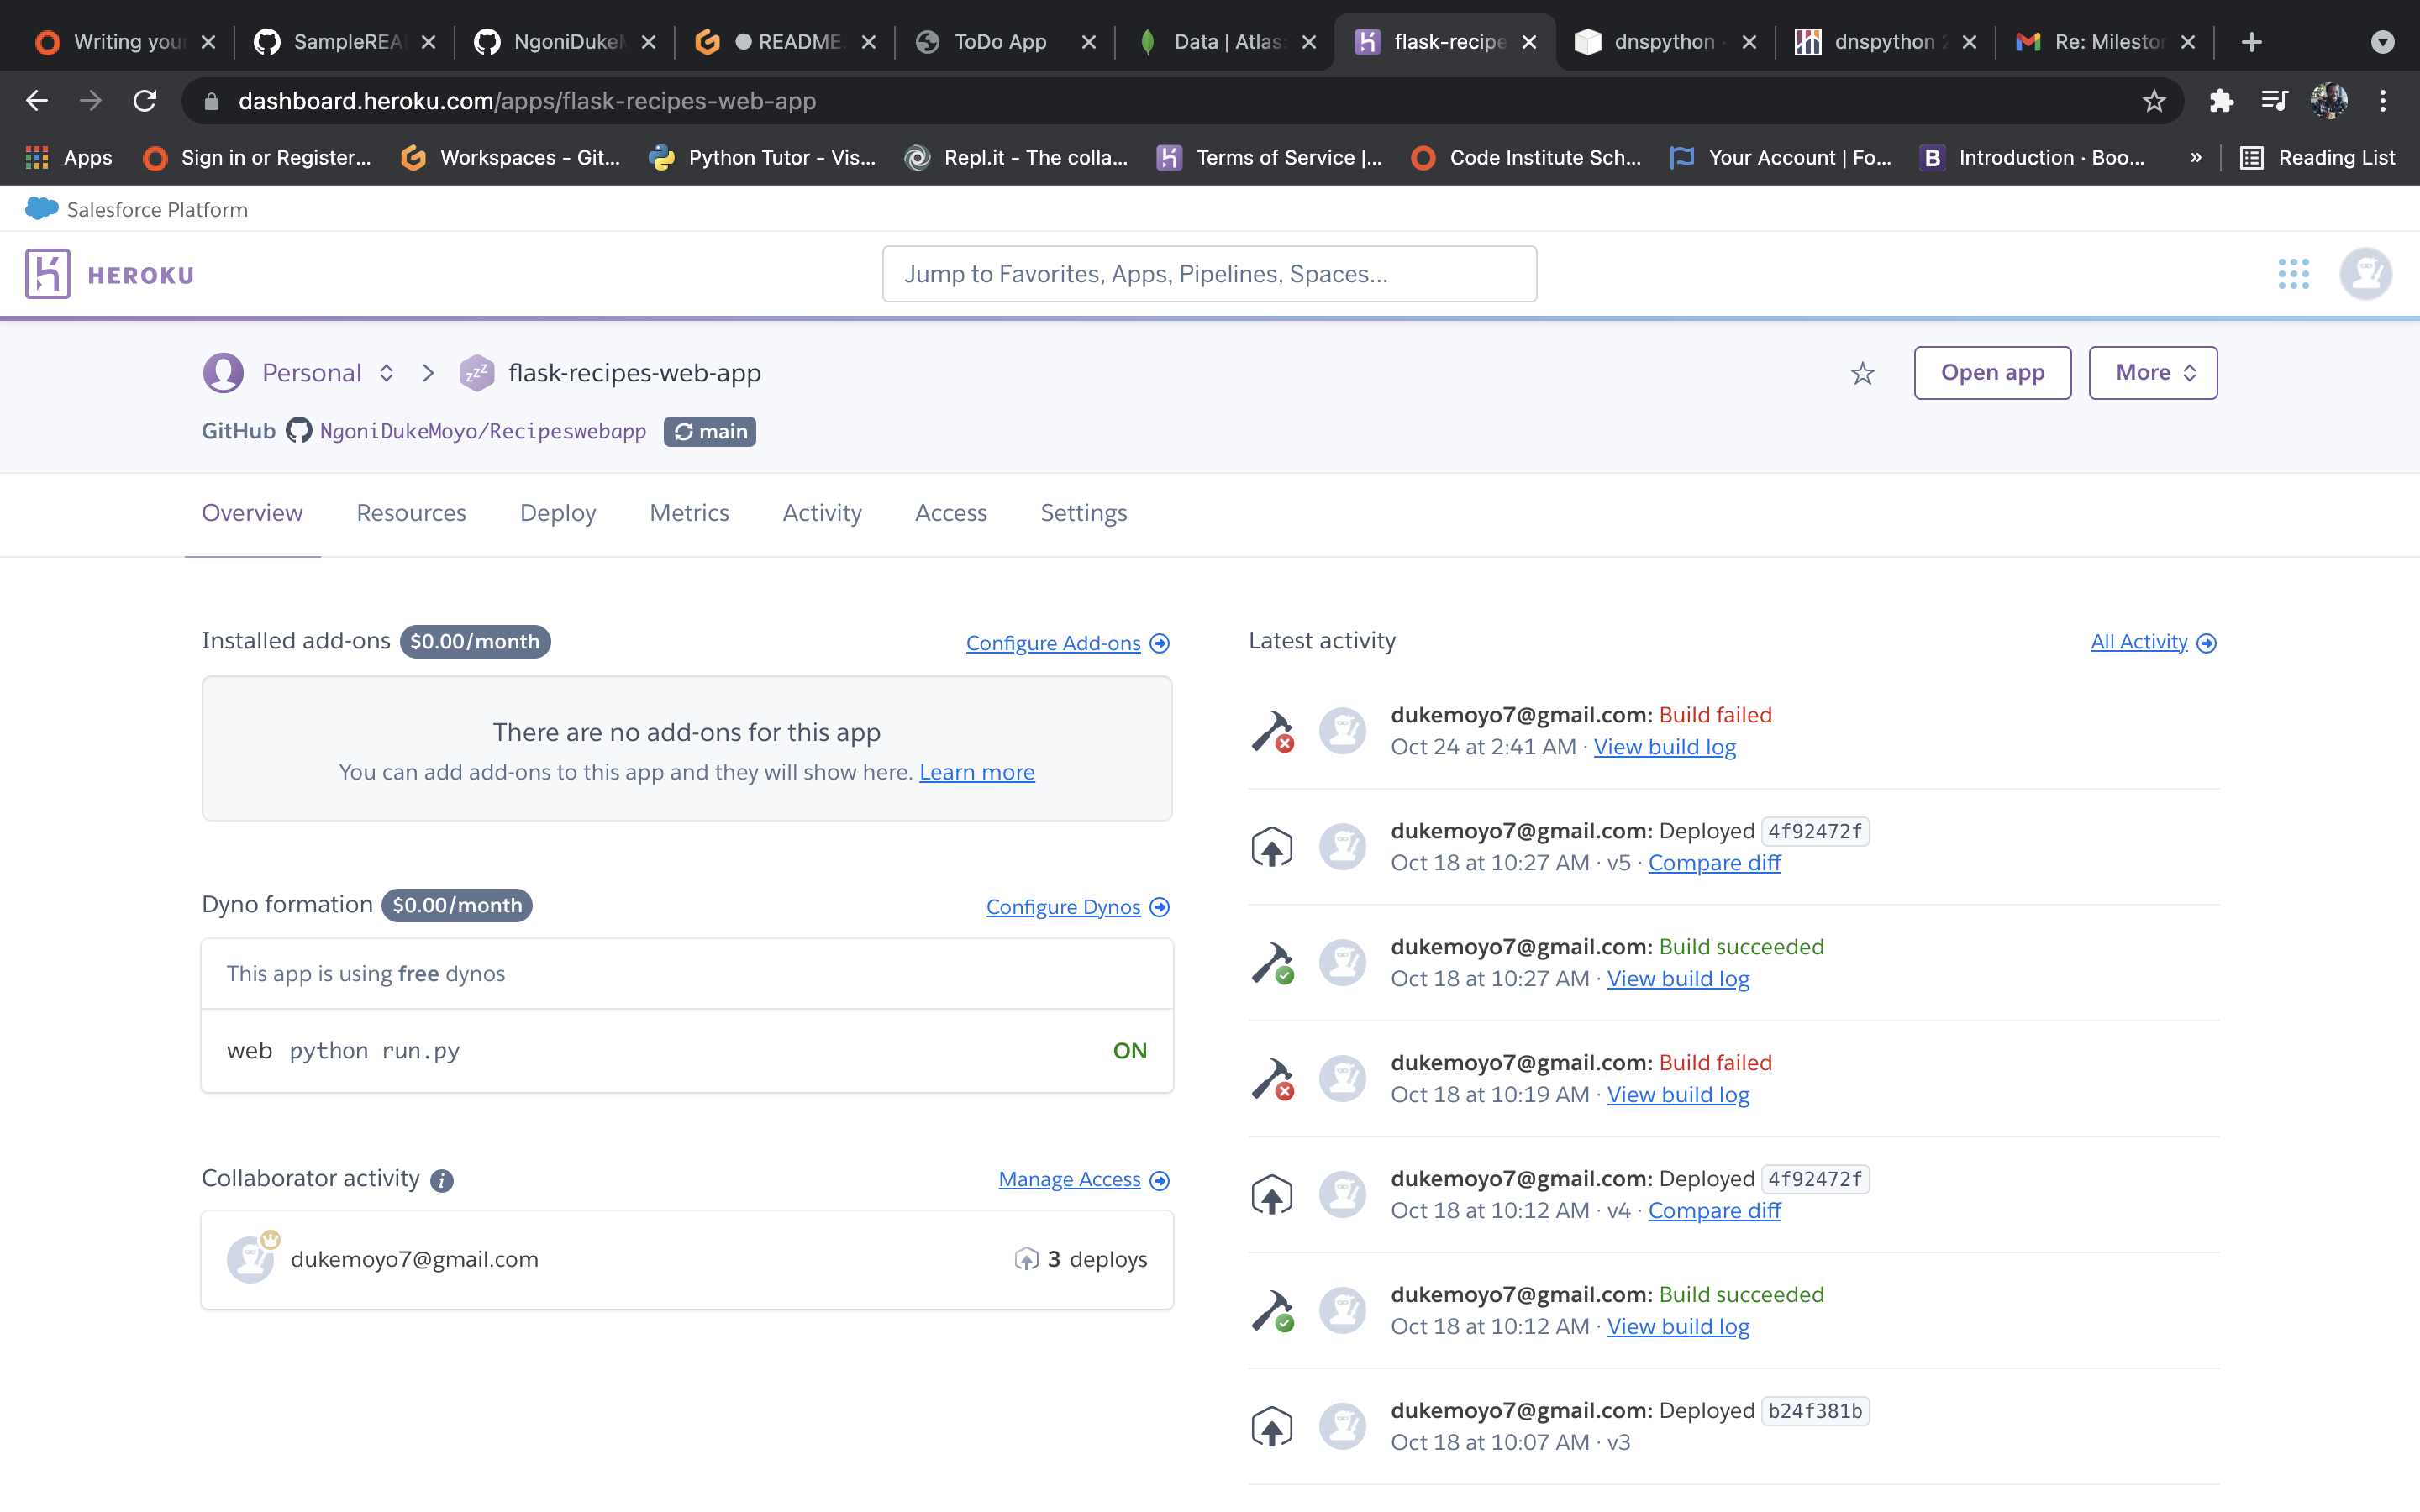 Writing your
SampleREA
NgoniDukeM
README.
ToDo App
Data | Atlas
flask-recipe
dnspython
dnspython 2
Re: Mileston
dashboard.heroku.com/apps/flask-recipes-web-app
Apps
Sign in or Register...
Workspaces - Git...
Python Tutor - Vis...
Repl.it - The colla...
Terms of Service |...
Code Institute Sch...
Your Account | Fo...
B Introduction · Boo...
»
Reading List
Salesforce Platform
HEROKU
Jump to Favorites, Apps, Pipelines, Spaces...
Personal
zzZ
flask-recipes-web-app
Open app
More
GitHub NgoniDukeMoyo/Recipeswebapp main
Overview Resources Deploy Metrics Activity Access Settings
Installed add-ons $0.00/month
Configure Add-ons
There are no add-ons for this app
You can add add-ons to this app and they will show here. Learn more
Dyno formation $0.00/month
Configure Dynos
This app is using free dynos
web python run.py ON
Collaborator activity i
Manage Access
dukemoyo7@gmail.com 3 deploys
Latest activity
All Activity
dukemoyo7@gmail.com: Build failed
Oct 24 at 2:41 AM · View build log
dukemoyo7@gmail.com: Deployed 4f92472f
Oct 18 at 10:27 AM · v5 · Compare diff
dukemoyo7@gmail.com: Build succeeded
Oct 18 at 10:27 AM · View build log
dukemoyo7@gmail.com: Build failed
Oct 18 at 10:19 AM · View build log
dukemoyo7@gmail.com: Deployed 4f92472f
Oct 18 at 10:12 AM · v4 · Compare diff
dukemoyo7@gmail.com: Build succeeded
Oct 18 at 10:12 AM · View build log
dukemoyo7@gmail.com: Deployed b24f381b
Oct 18 at 10:07 AM · v3